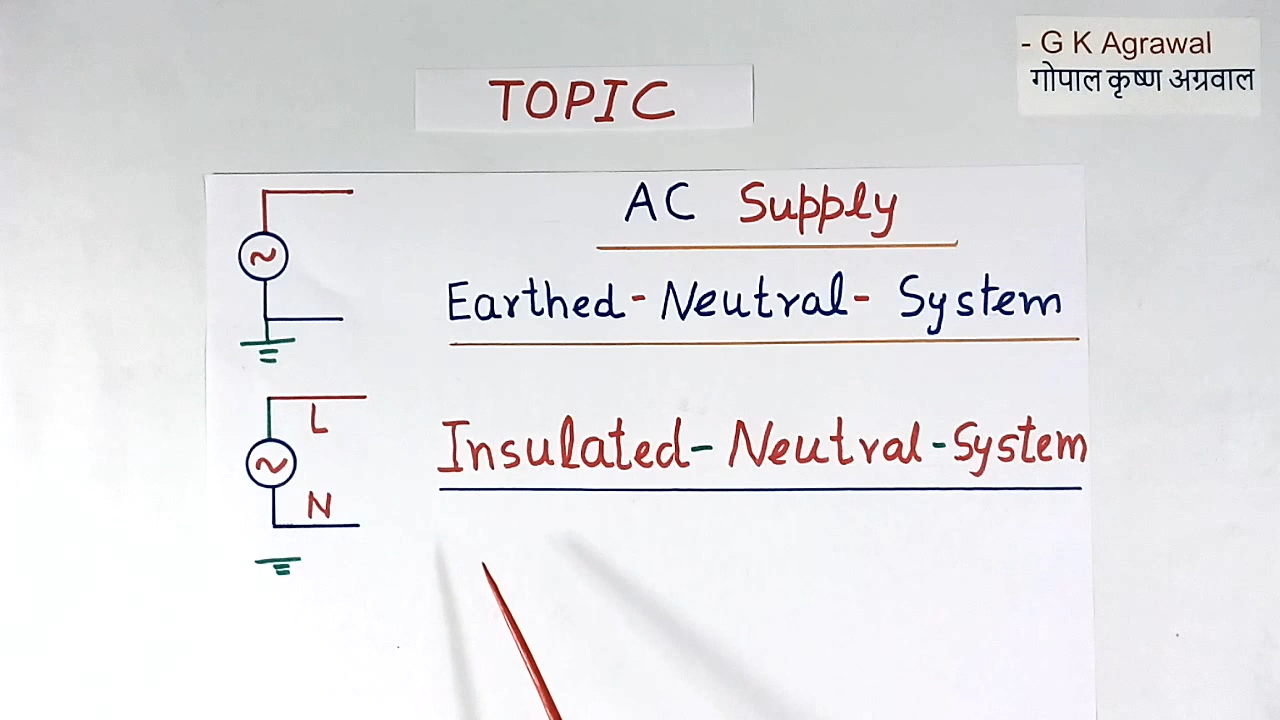 - G K Agrawal
गोपाल कृष्ण अग्रवाल
TOPIC
AC Supply
Earthed-Neutral-System
L
Insulated-Neutral-System
N